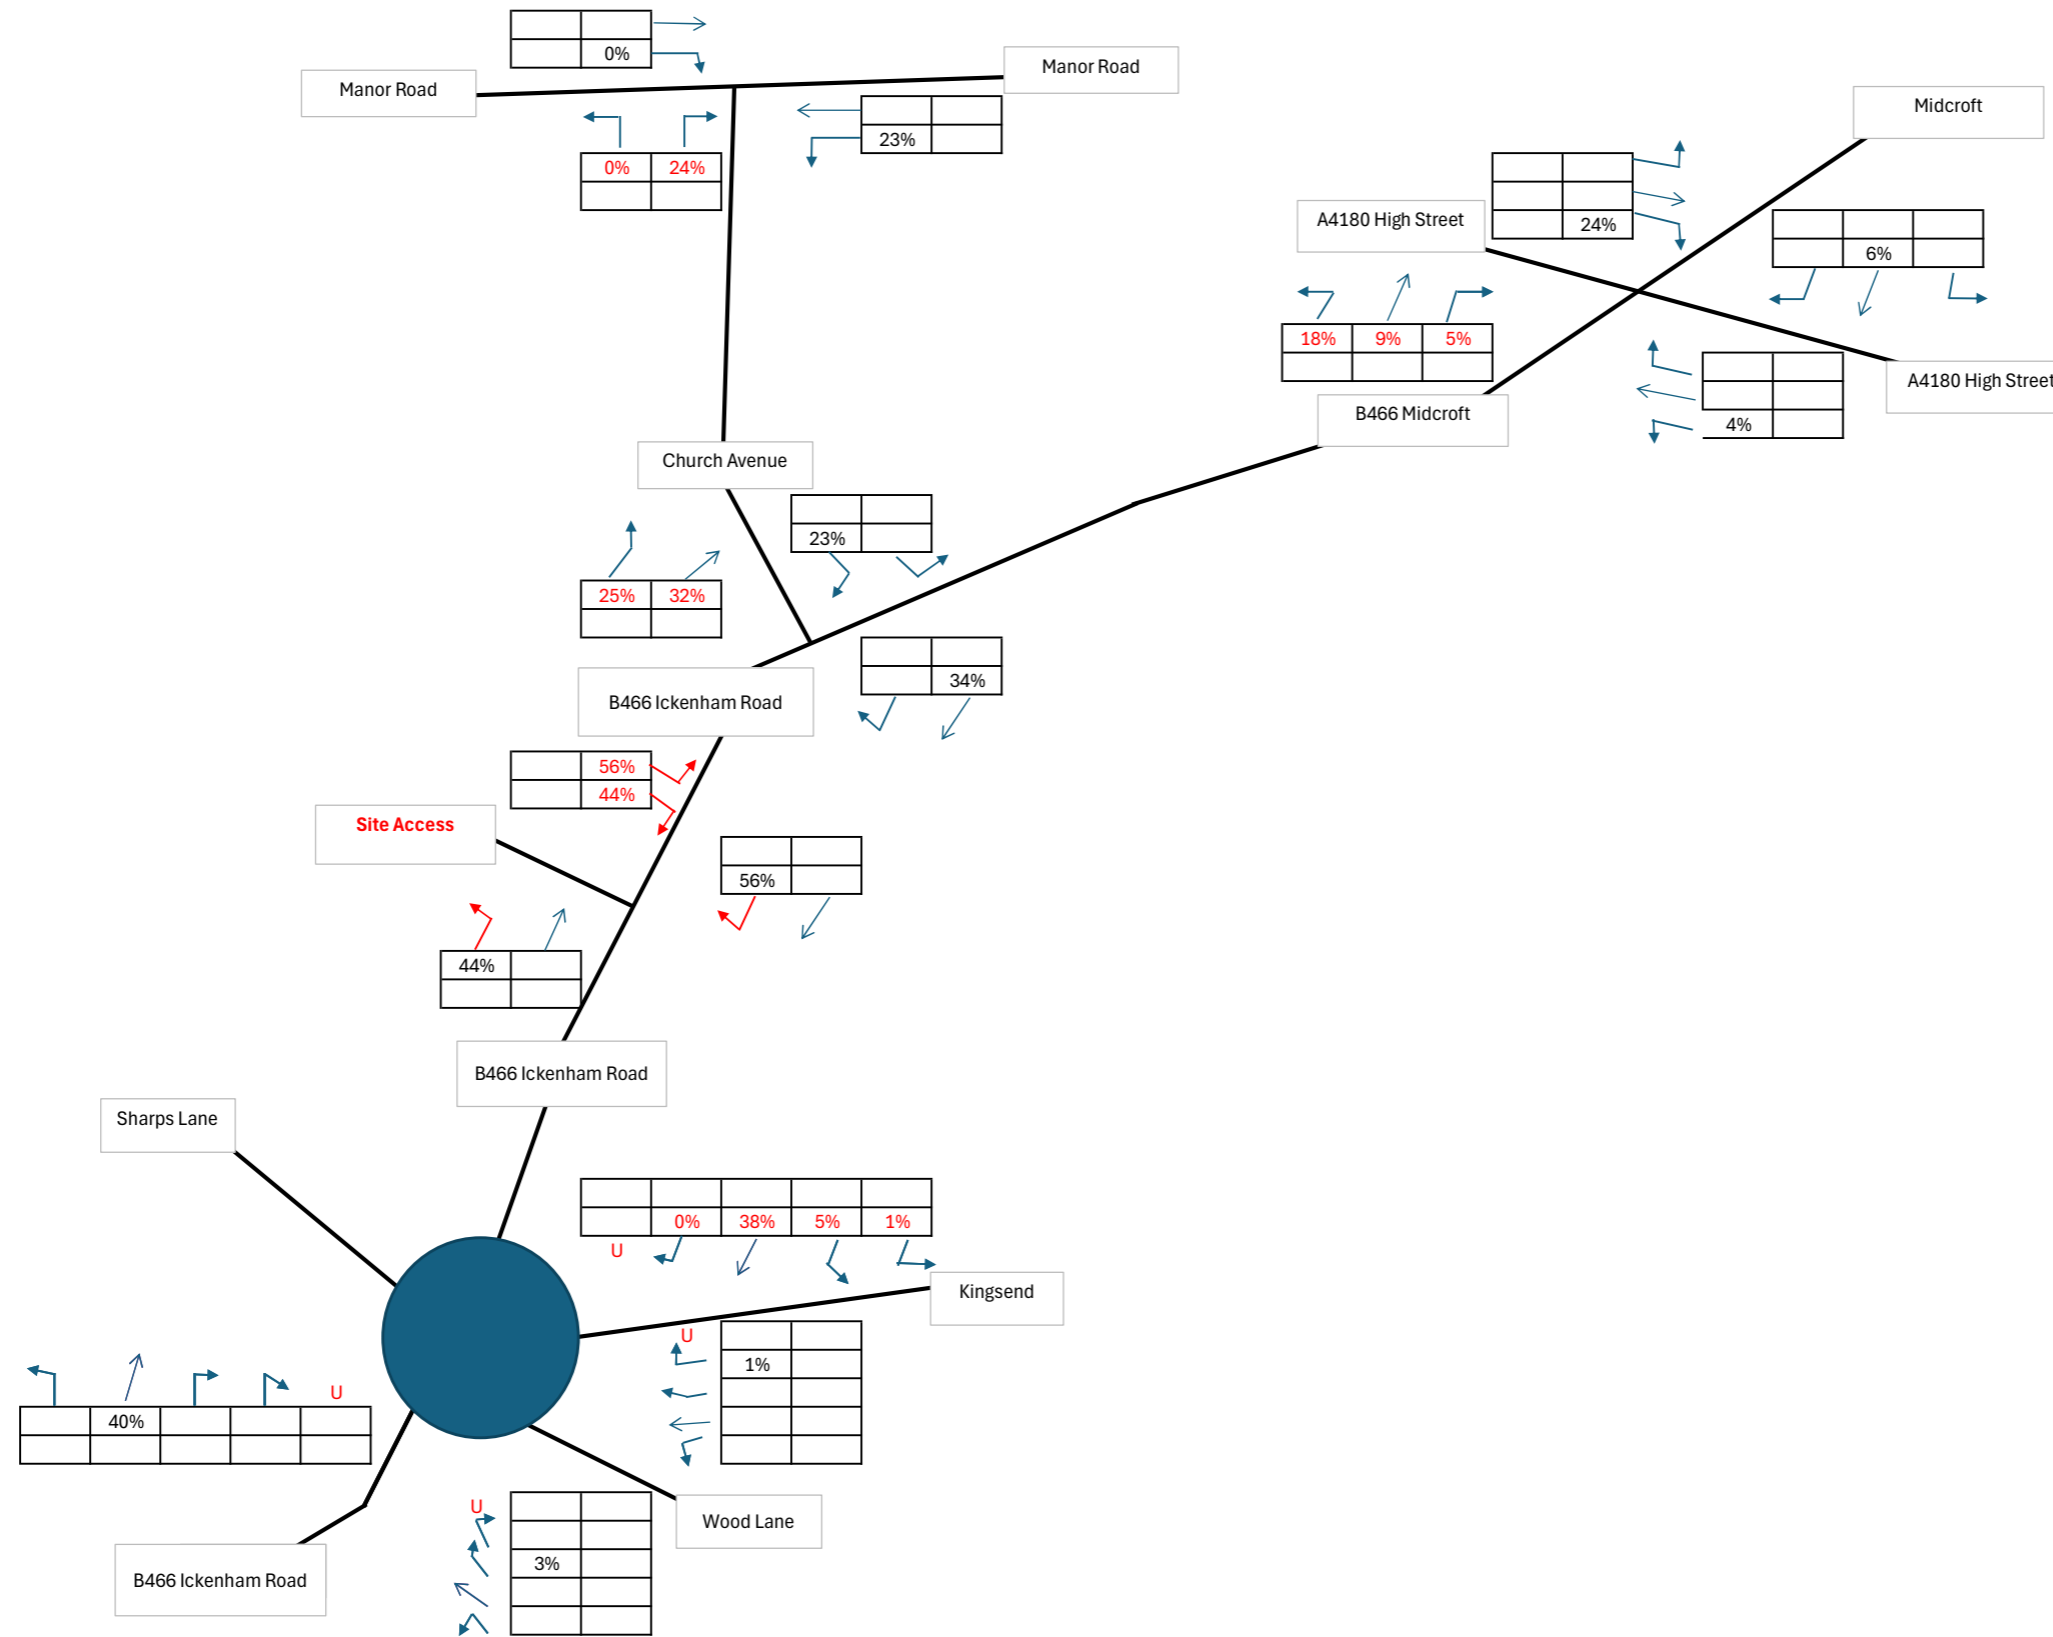 0%
Manor Road
Manor Road
23%
0% 24%
Midcroft
A4180 High Street
24%
6%
18% 9% 5%
A4180 High Street
4%
B466 Midcroft
Church Avenue
23%
25% 32%
34%
B466 Ickenham Road
56%
44%
Site Access
56%
44%
B466 Ickenham Road
Sharps Lane
0% 38% 5% 1%
U
Kingsend
U
1%
U
40%
U
3%
Wood Lane
B466 Ickenham Road